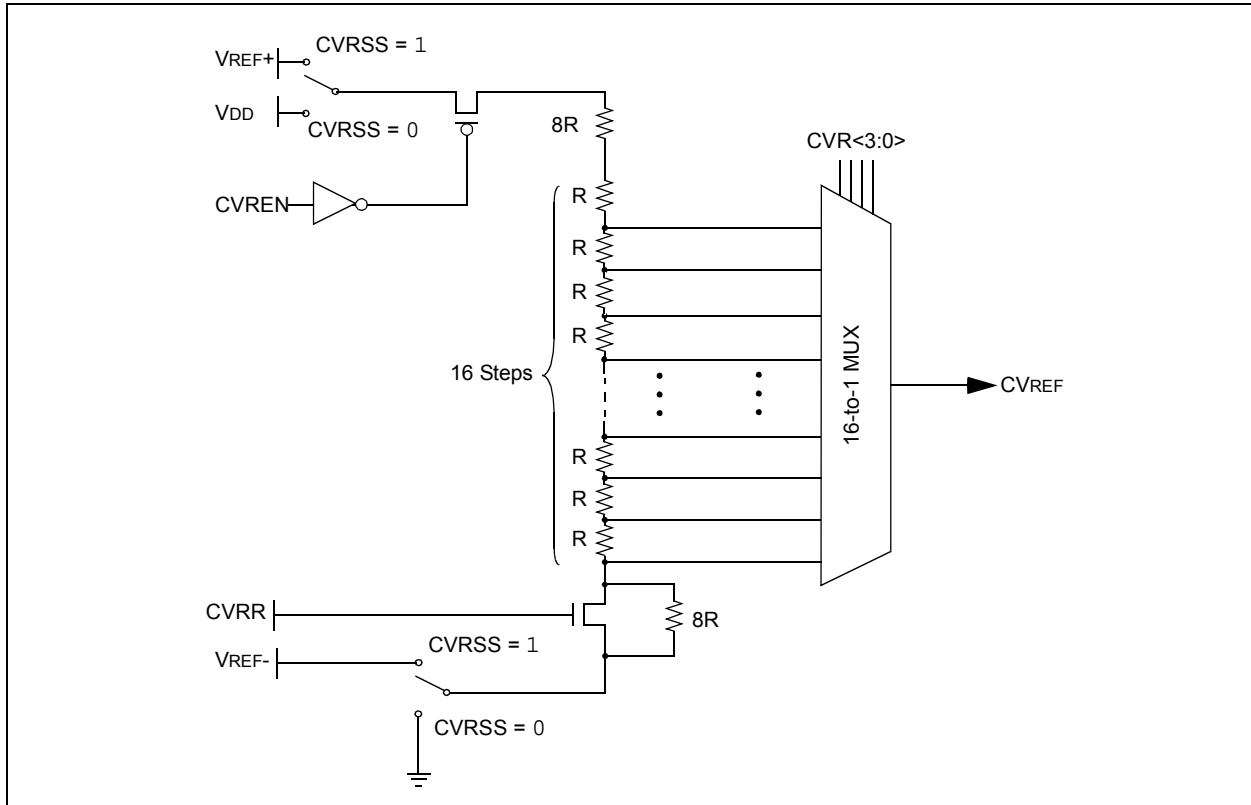 CVRSS = 1
VREF+
VDD
CVRSS = 0
8R
CVR<3:0>
CVREN
R
R
R
R
16 Steps
16-to-1 MUX
CVREF
R
R
R
CVRR
8R
CVRSS = 1
VREF-
CVRSS = 0